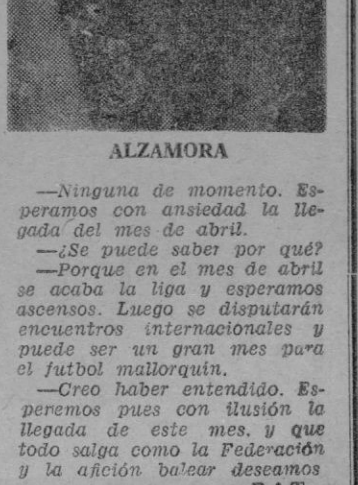 ALZAMORA
—Ninguna de momento. Es-
peramos con ansiedad la lle-
gada del mes de abril.
—¿Se puede saber por qué?
—Porque en el mes de abril
se acaba la liga y esperamos
ascensos. Luego se disputarán
encuentros internacionales y
puede ser un gran mes para
el futbol mallorquín.
—Creo haber entendido. Es-
peremos pues con ilusión la
llegada de este mes. y que
todo salga como la Federación
y la afición balear deseamos